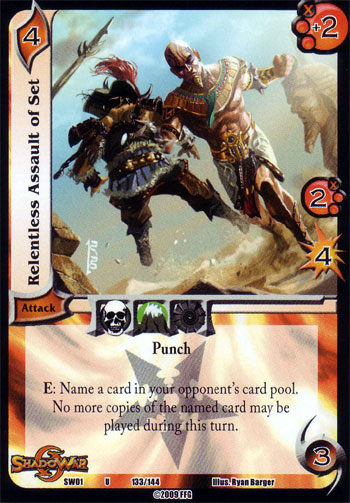 4
+2
Relentless Assault of Set
2
4
Attack
Punch
E: Name a card in your opponent's card pool.
No more copies of the named card may be
played during this turn.
SHADOWAR
SW01 U 133/144 Illus. Ryan Barger
©2009 FFG
3